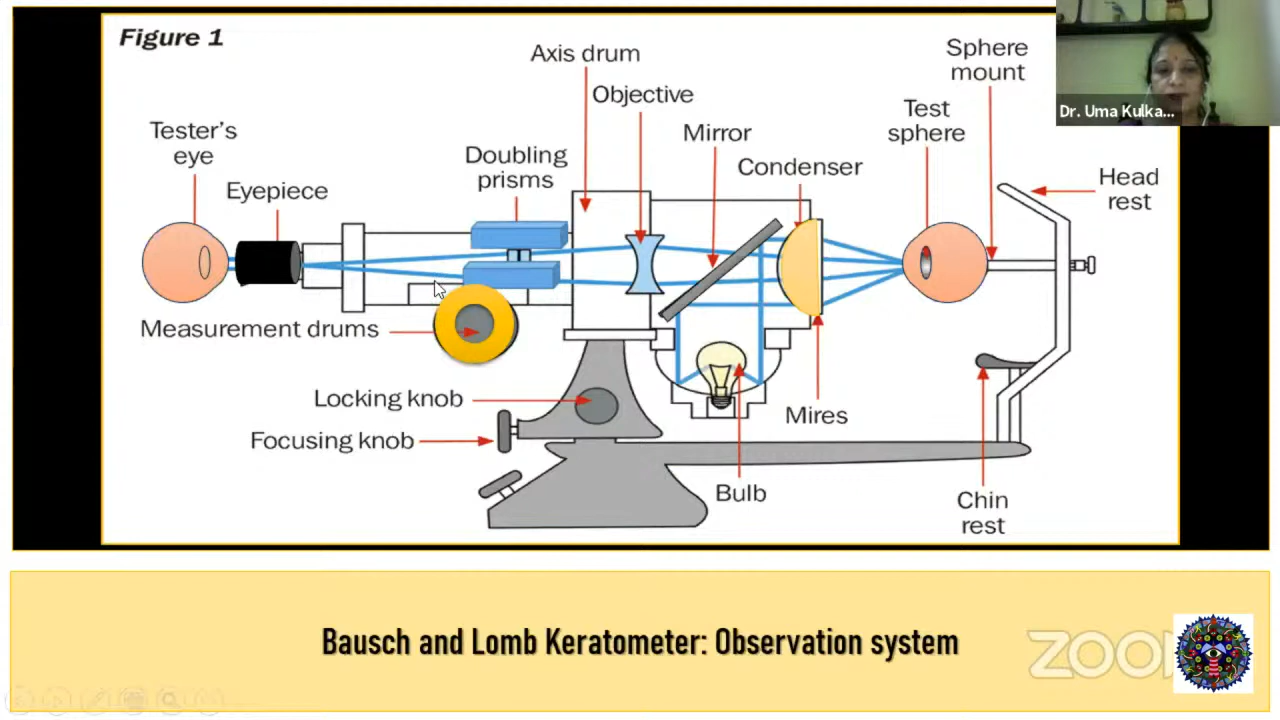 Figure 1
Axis drum
Objective
Mirror
Condenser
Sphere
mount
Test
sphere
Dr. Uma Kulka...
Tester's
eye
Eyepiece
Doubling
prisms
Head
rest
Measurement drums
Locking knob
Focusing knob
Mires
Bulb
Chin
rest
Bausch and Lomb Keratometer: Observation system
ZOOM